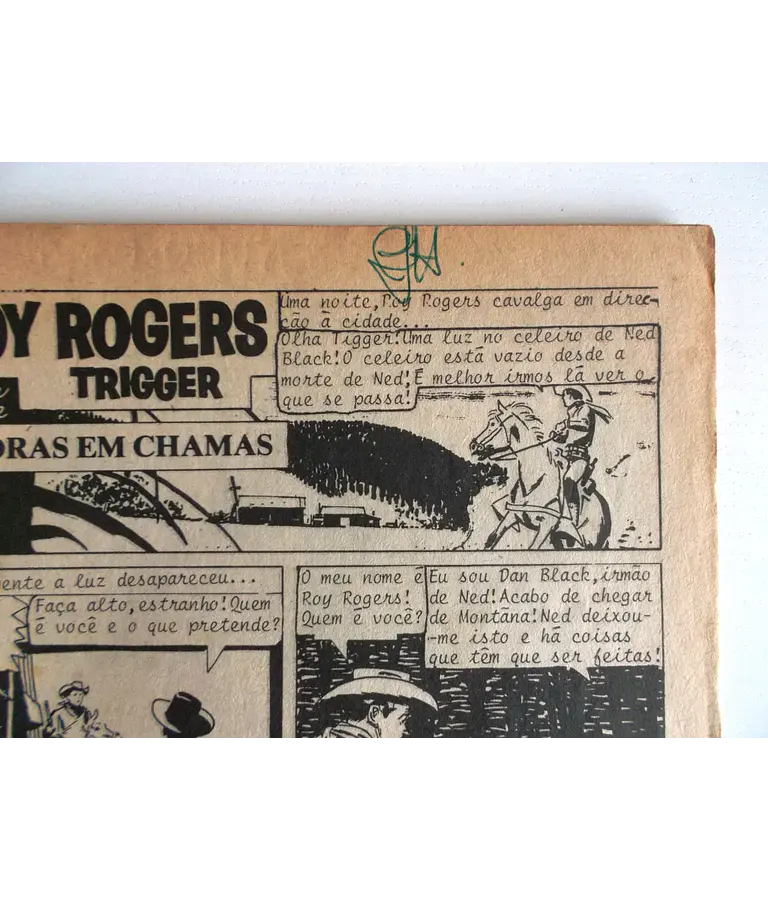 OY ROGERS
TRIGGER
ORAS EM CHAMAS
Uma noite, Roy Rogers cavalga em direc-
ção à cidade...
Olha Tigger! Uma luz no celeiro de Ned
Black! O celeiro está vazio desde a
morte de Ned! É melhor irmos lá ver o
que se passa!
ente a luz desapareceu...
Faça alto, estranho! Quem
é você e o que pretende?
O meu nome é
Roy Rogers!
Quem é você?
Eu sou Dan Black, irmão
de Ned! Acabo de chegar
de Montãna! Ned deixou-
-me isto e há coisas
que têm que ser feitas!